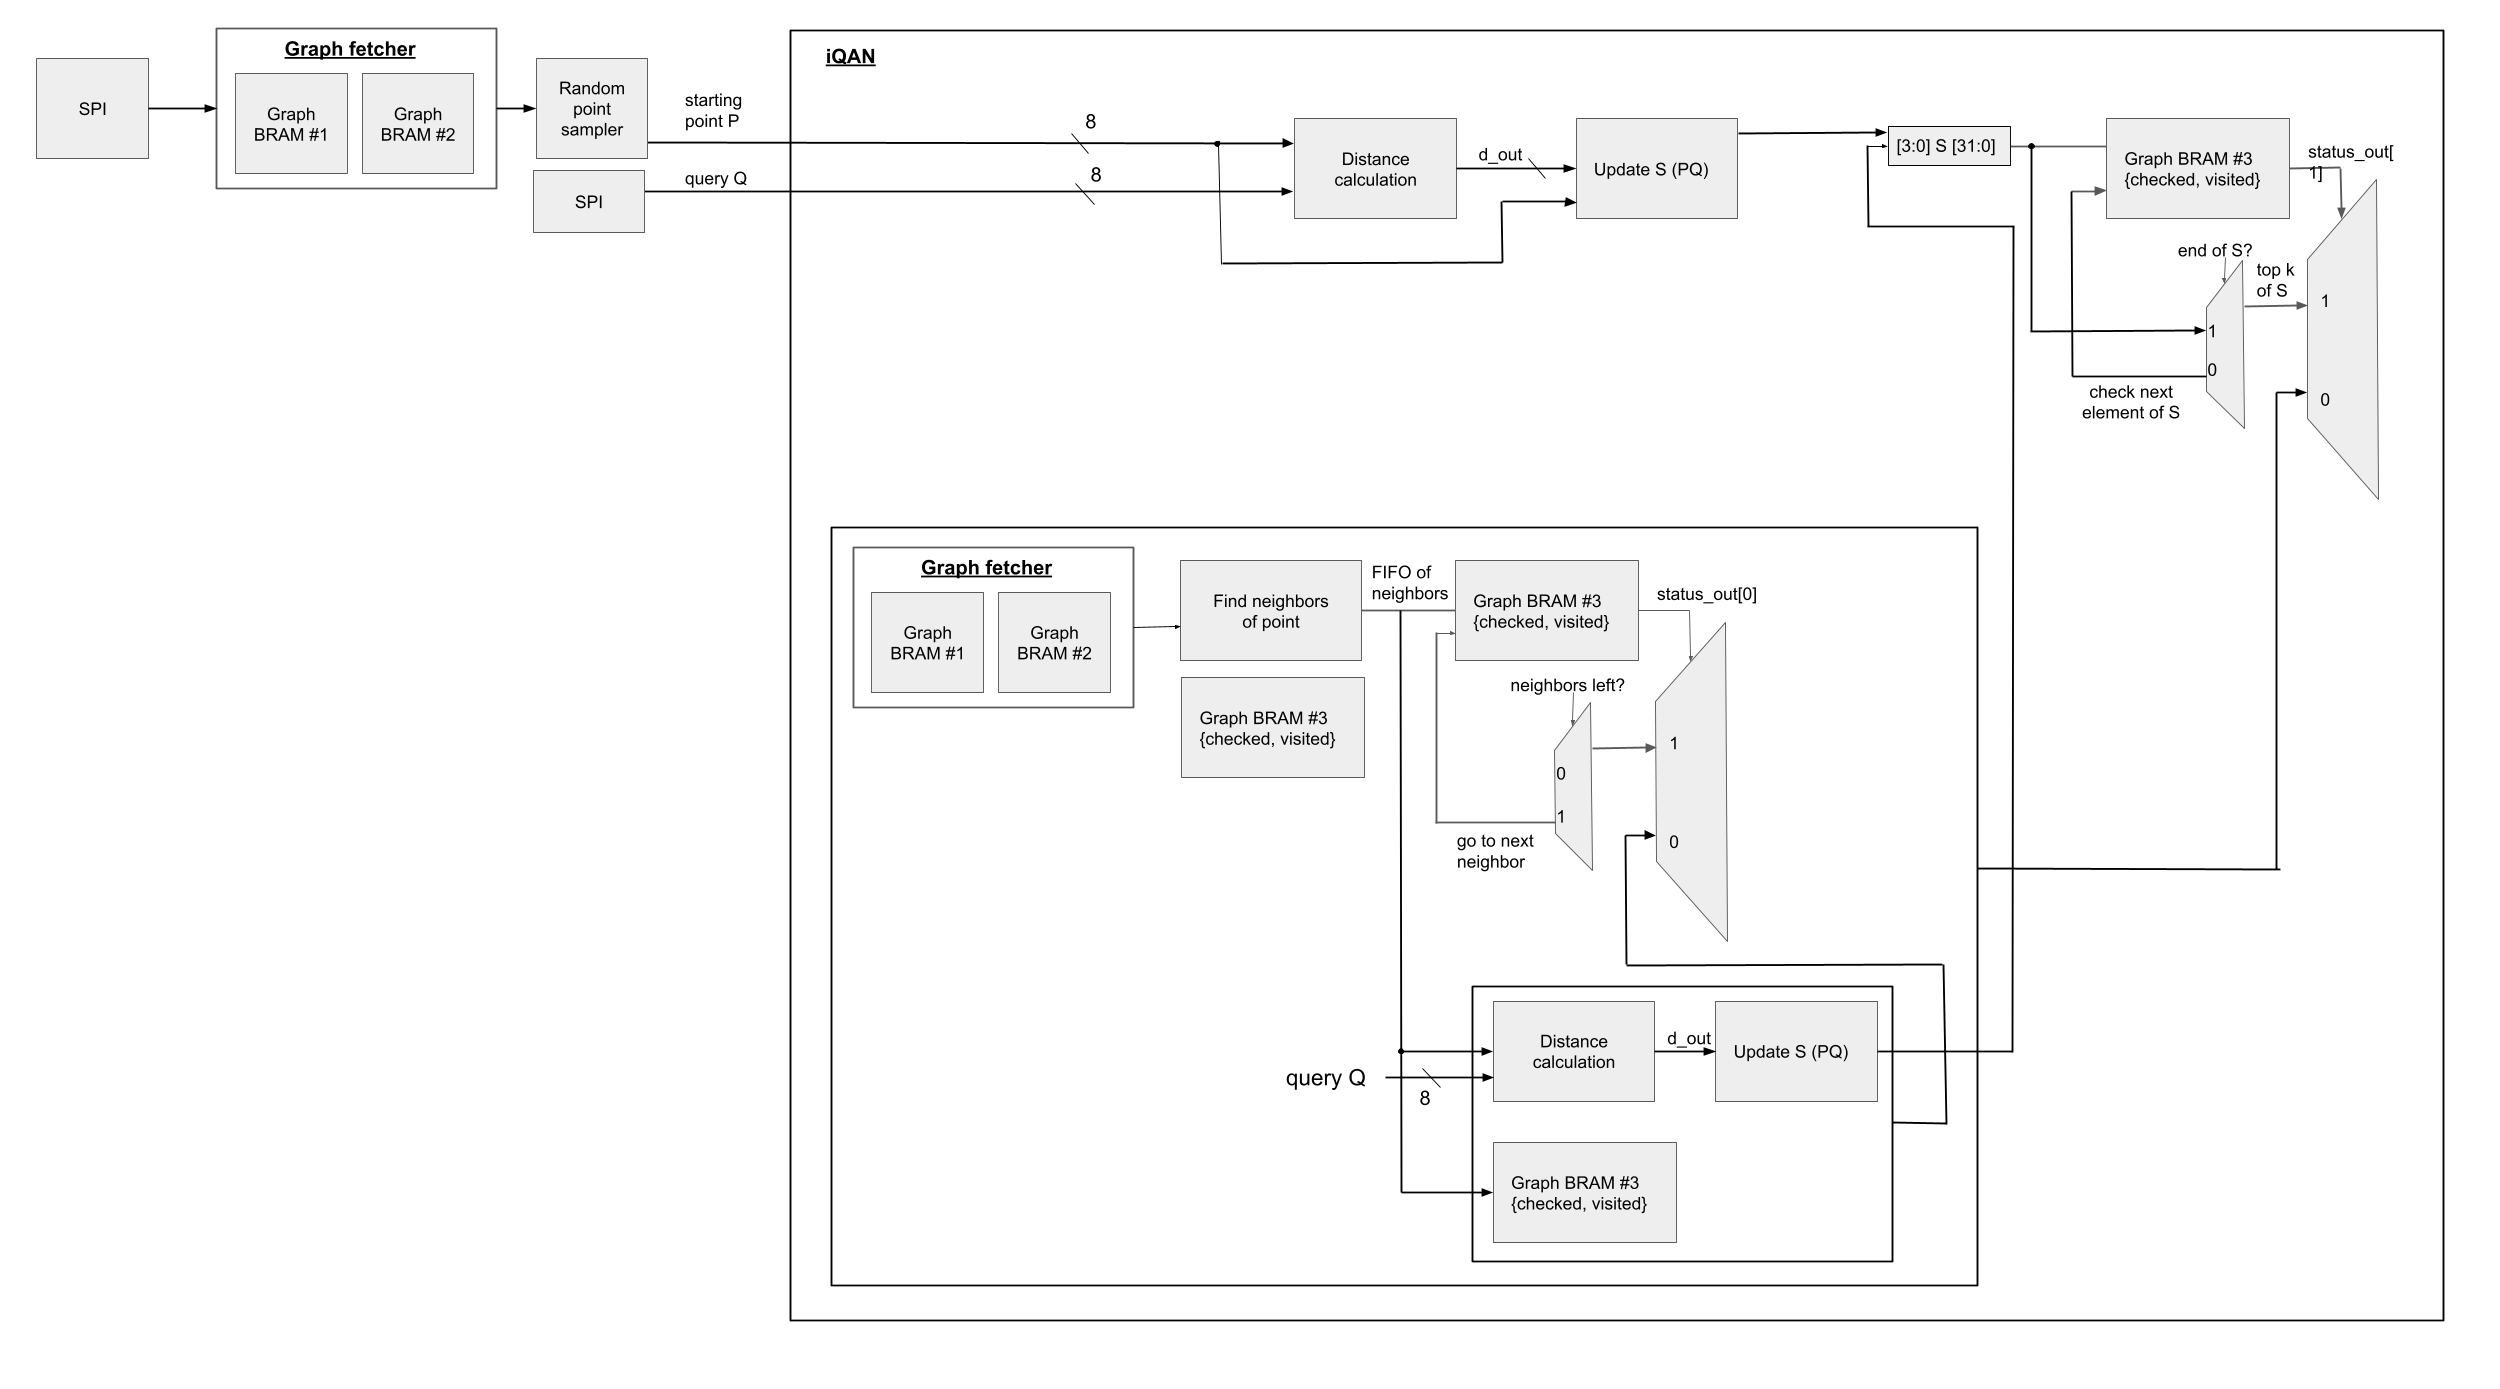 Graph fetcher
SPI
Graph
BRAM #1
Graph
BRAM #2
Random
point
sampler
SPI
starting
point P
query Q
iQAN
8
8
Distance
calculation
d_out
Update S (PQ)
[3:0] S [31:0]
Graph BRAM #3
{checked, visited}
status_out[
1]
end of S?
top k
of S
1
0
check next
element of S
1
0
Graph fetcher
Graph
BRAM #1
Graph
BRAM #2
Find neighbors
of point
FIFO of
neighbors
Graph BRAM #3
{checked, visited}
status_out[0]
Graph BRAM #3
{checked, visited}
neighbors left?
0
1
go to next
neighbor
1
0
query Q
8
Distance
calculation
d_out
Update S (PQ)
Graph BRAM #3
{checked, visited}